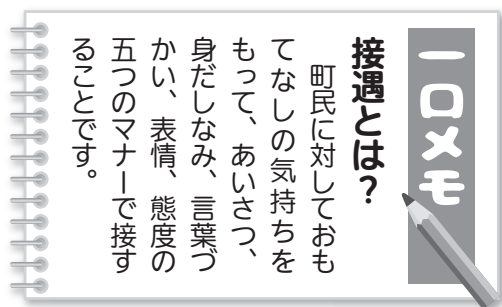 一口メモ
接遇とは？
町民に対しておも
てなしの気持ちを
もって、あいさつ、
身だしなみ、言葉づ
かい、表情、態度の
五つのマナーで接す
ることです。